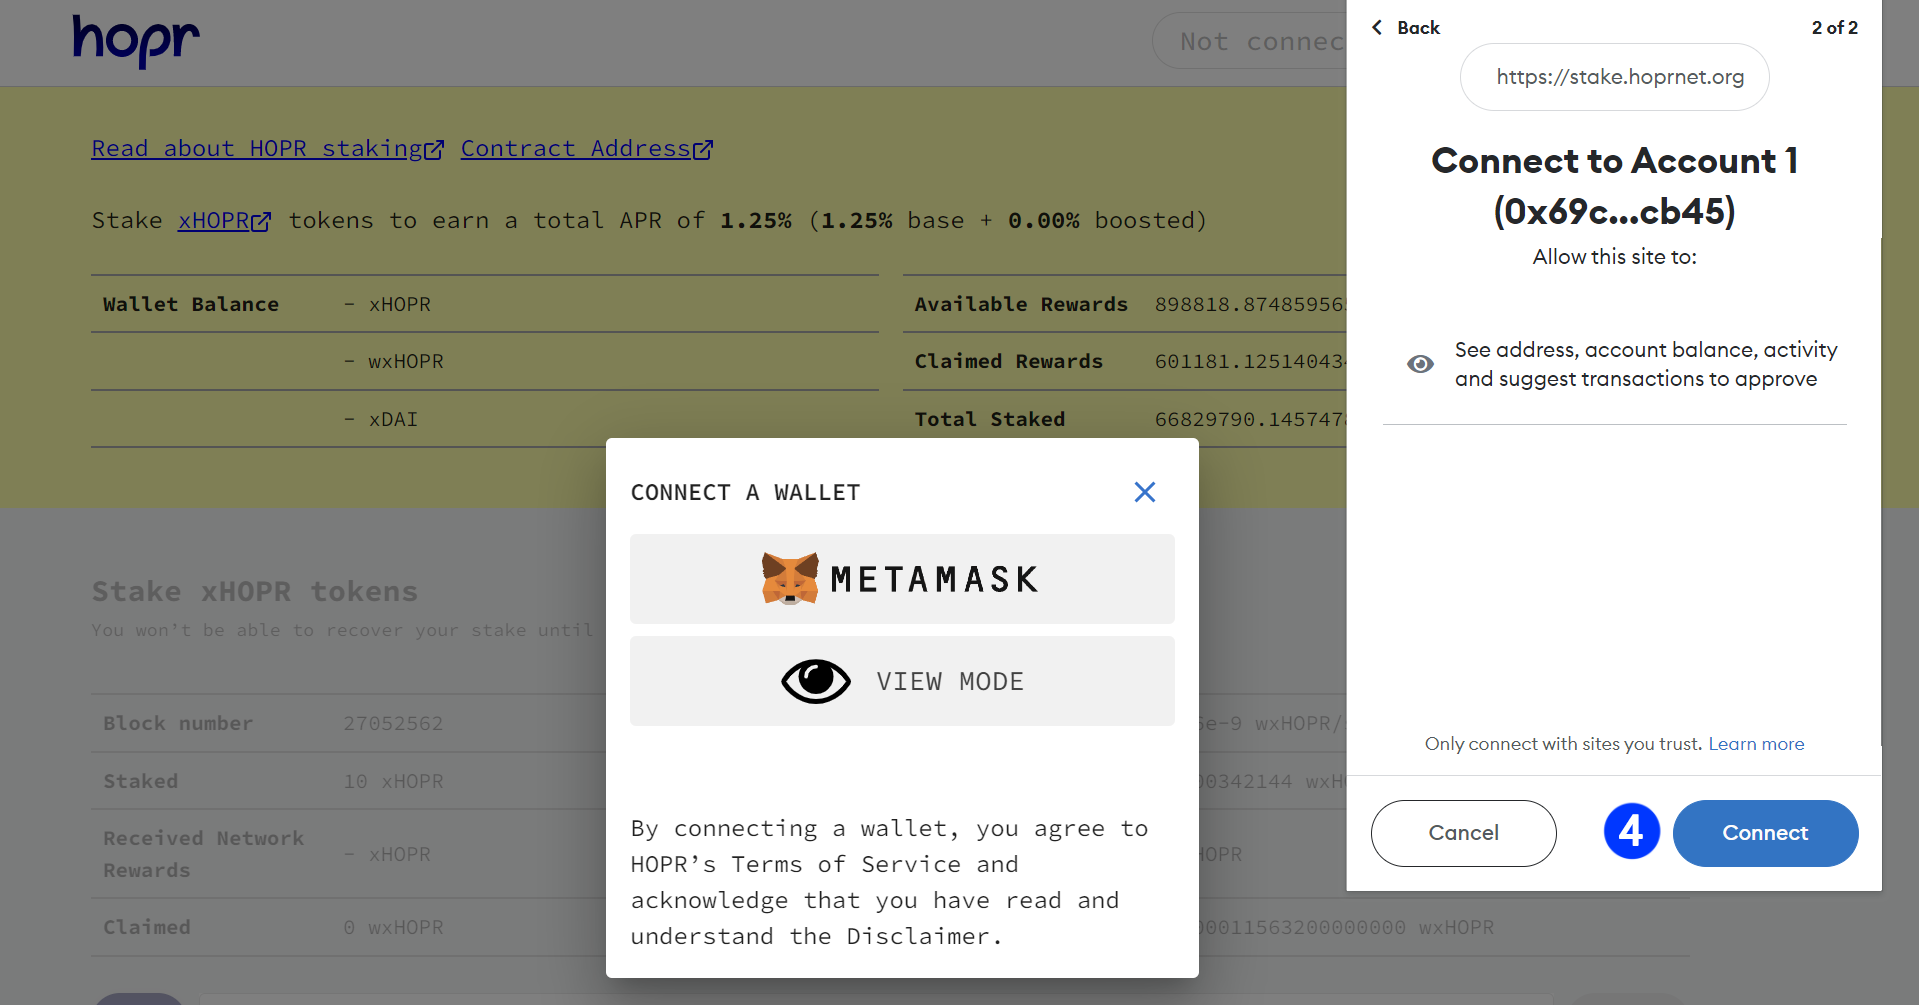 hopr
Not connec
Read about HOPR staking Contract Address
Stake xHOPR tokens to earn a total APR of 1.25% (1.25% base + 0.00% boosted)
Wallet Balance - xHOPR
- wxHOPR
- xDAI
Available Rewards 898818.87485956
Claimed Rewards 601181.12514043
Total Staked 66829790.145747
Stake xHOPR tokens
You won’t be able to recover your stake until
Block number 27052562
Staked 10 xHOPR
Received Network
Rewards - xHOPR
Claimed 0 wxHOPR
e-9 wxHOPR/
00342144 wxH
HOPR
00011563200000000 wxHOPR
CONNECT A WALLET
METAMASK
VIEW MODE
By connecting a wallet, you agree to
HOPR’s Terms of Service and
acknowledge that you have read and
understand the Disclaimer.
Back
2 of 2
https://stake.hoprnet.org
Connect to Account 1
(0x69c...cb45)
Allow this site to:
See address, account balance, activity
and suggest transactions to approve
Only connect with sites you trust. Learn more
Cancel
4
Connect